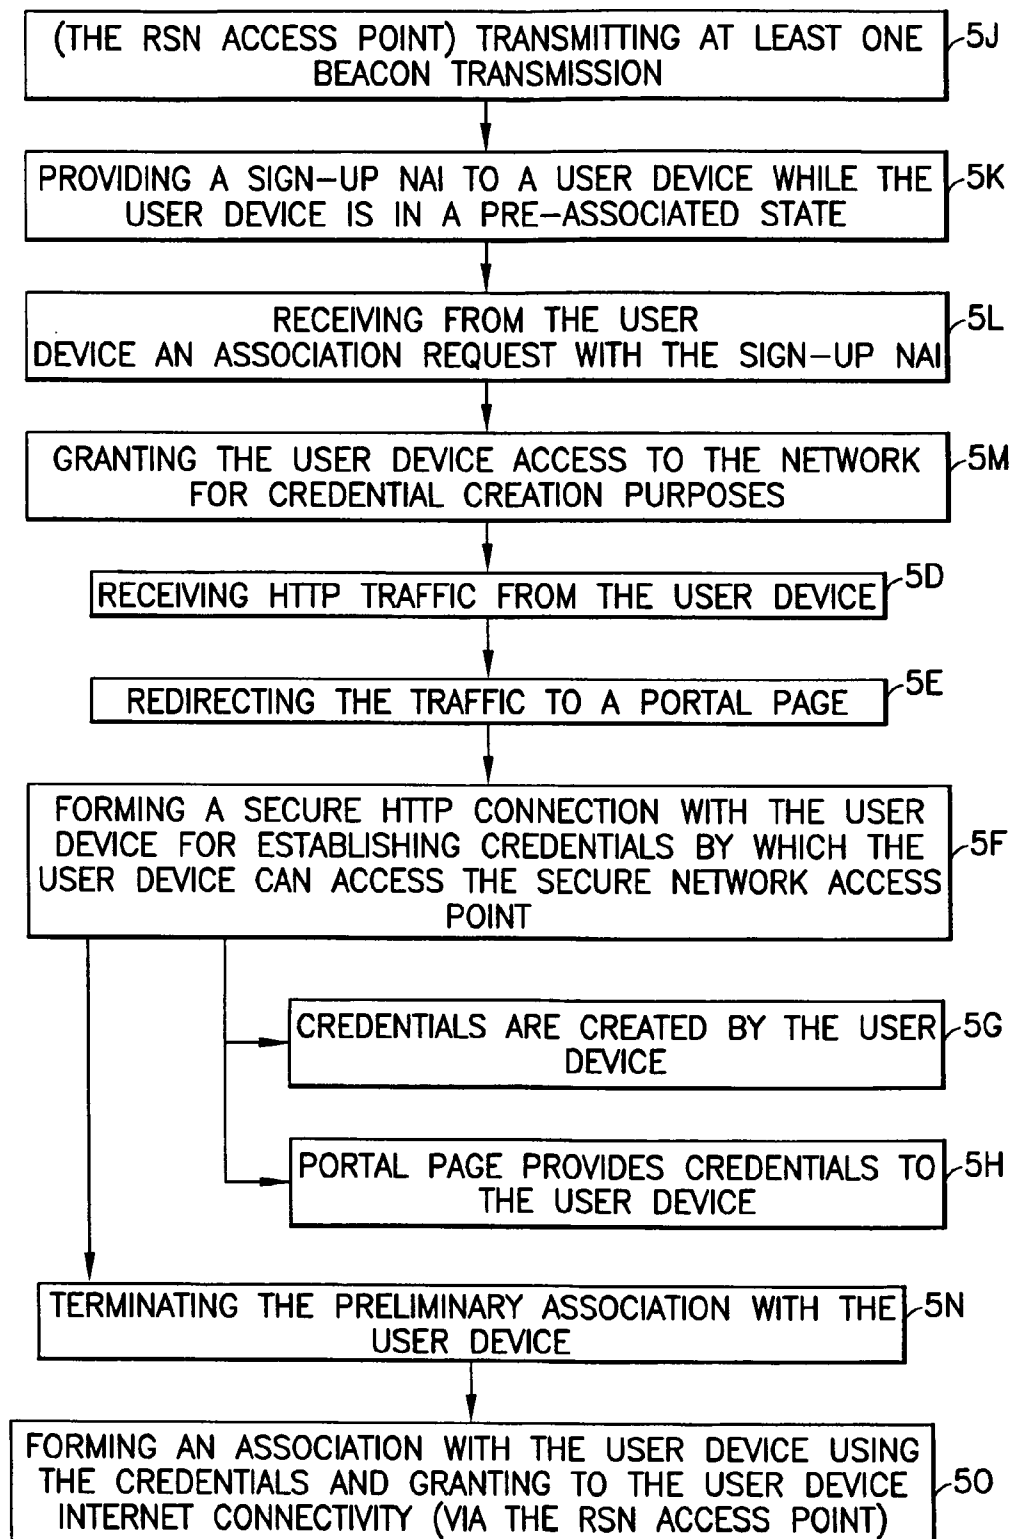 (THE RSN ACCESS POINT) TRANSMITTING AT LEAST ONE
BEACON TRANSMISSION
5J
PROVIDING A SIGN-UP NAI TO A USER DEVICE WHILE THE
USER DEVICE IS IN A PRE-ASSOCIATED STATE
5K
RECEIVING FROM THE USER
DEVICE AN ASSOCIATION REQUEST WITH THE SIGN-UP NAI
5L
GRANTING THE USER DEVICE ACCESS TO THE NETWORK
FOR CREDENTIAL CREATION PURPOSES
5M
RECEIVING HTTP TRAFFIC FROM THE USER DEVICE
5D
REDIRECTING THE TRAFFIC TO A PORTAL PAGE
5E
FORMING A SECURE HTTP CONNECTION WITH THE USER
DEVICE FOR ESTABLISHING CREDENTIALS BY WHICH THE
USER DEVICE CAN ACCESS THE SECURE NETWORK ACCESS
POINT
5F
CREDENTIALS ARE CREATED BY THE USER
DEVICE
5G
PORTAL PAGE PROVIDES CREDENTIALS TO
THE USER DEVICE
5H
TERMINATING THE PRELIMINARY ASSOCIATION WITH THE
USER DEVICE
5N
FORMING AN ASSOCIATION WITH THE USER DEVICE USING
THE CREDENTIALS AND GRANTING TO THE USER DEVICE
INTERNET CONNECTIVITY (VIA THE RSN ACCESS POINT)
5O